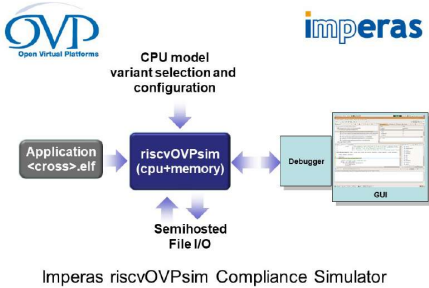 OVP
Open Virtual Platforms
imperas
CPU model
variant selection and
configuration
Application
<cross>.elf
riscvOVPsim
(cpu+memory)
Debugger
GUI
Semihosted
File I/O
Imperas riscvOVPsim Compliance Simulator